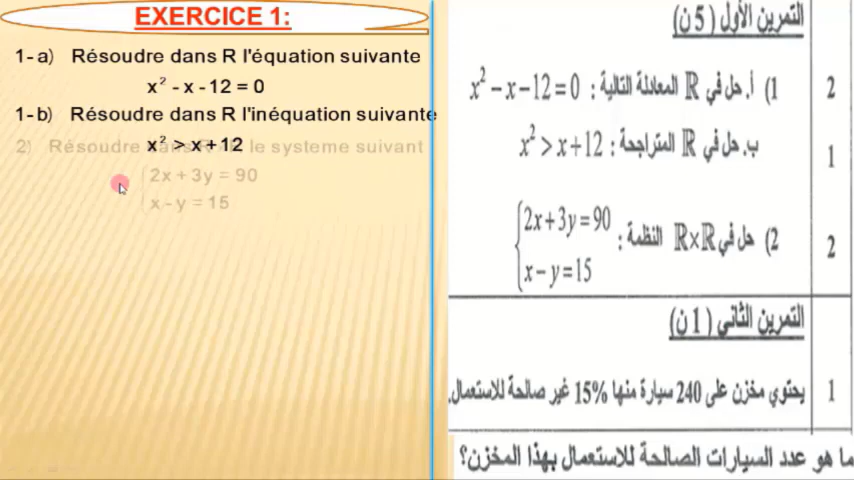 EXERCICE 1:
1-a) Résoudre dans R l'équation suivante
x² - x - 12 = 0
1-b) Résoudre dans R l'inéquation suivante
x² > x + 12
2) Résoudre dans R le systeme suivant
2x + 3y = 90
x - y = 15
التمرين الأول (5 ن)
1) أ. حل في ℝ المعادلة التالية : x² – x – 12 = 0
2
ب. حل في ℝ المتراجحة : x² > x + 12
1
2) حل في ℝ×ℝ النظمة : 2x + 3y = 90
x – y = 15
2
التمرين الثاني (1 ن)
يحتوي مخزن على 240 سيارة منها 15% غير صالحة للاستعمال.
1
ما هو عدد السيارات الصالحة للاستعمال بهذا المخزن؟